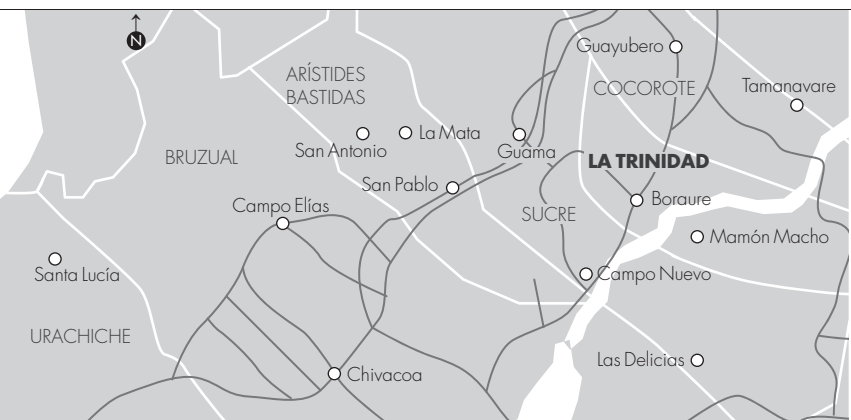 N
Guayubero
ARÍSTIDES
BASTIDAS
COCOROTE
Tamanavare
San Antonio
La Mata
Guama
LA TRINIDAD
BRUZUAL
San Pablo
Campo Elías
SUCRE
Boraure
Mamón Macho
Santa Lucía
Campo Nuevo
URACHICHE
Las Delicias
Chivacoa